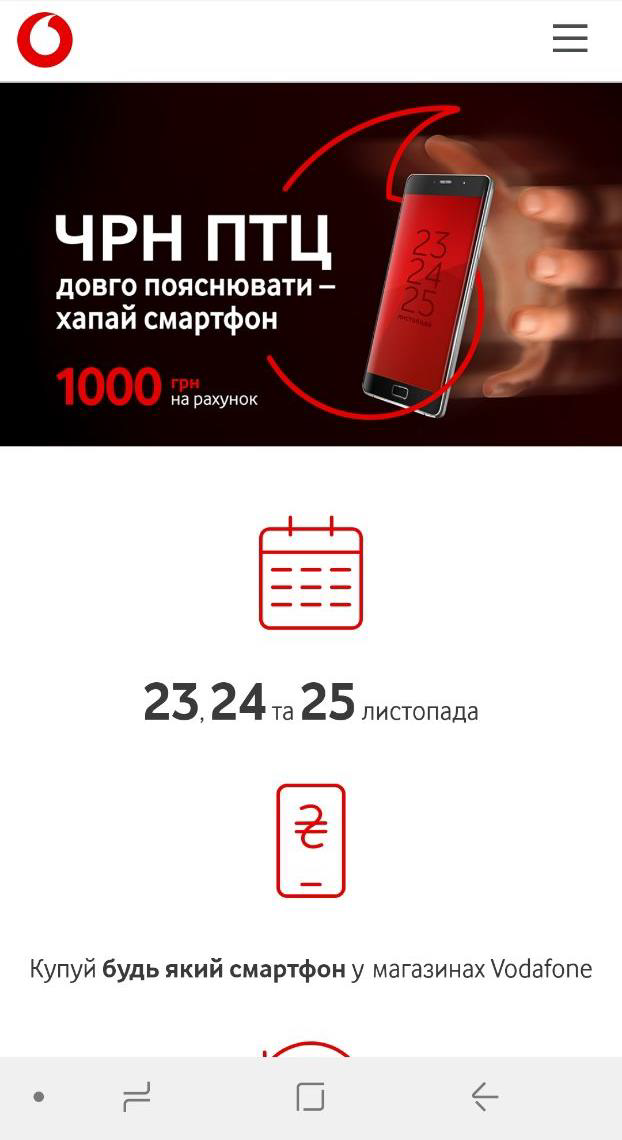 ЧРН ПТЦ
довго пояснювати –
хапай смартфон
1000 грн
на рахунок
23
24
25
листопада
23, 24 та 25 листопада
₴
Купуй будь який смартфон у магазинах Vodafone